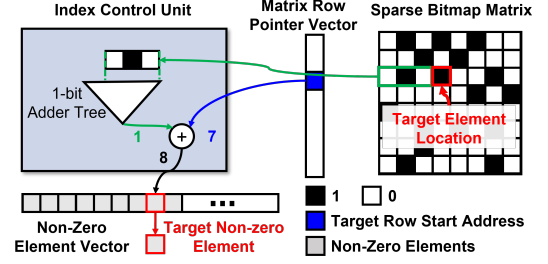 Index Control Unit
Matrix Row
Pointer Vector
Sparse Bitmap Matrix
1-bit
Adder Tree
1
+
7
8
Target Element
Location
...
1
0
Non-Zero
Element Vector
Target Non-zero
Element
Target Row Start Address
Non-Zero Elements